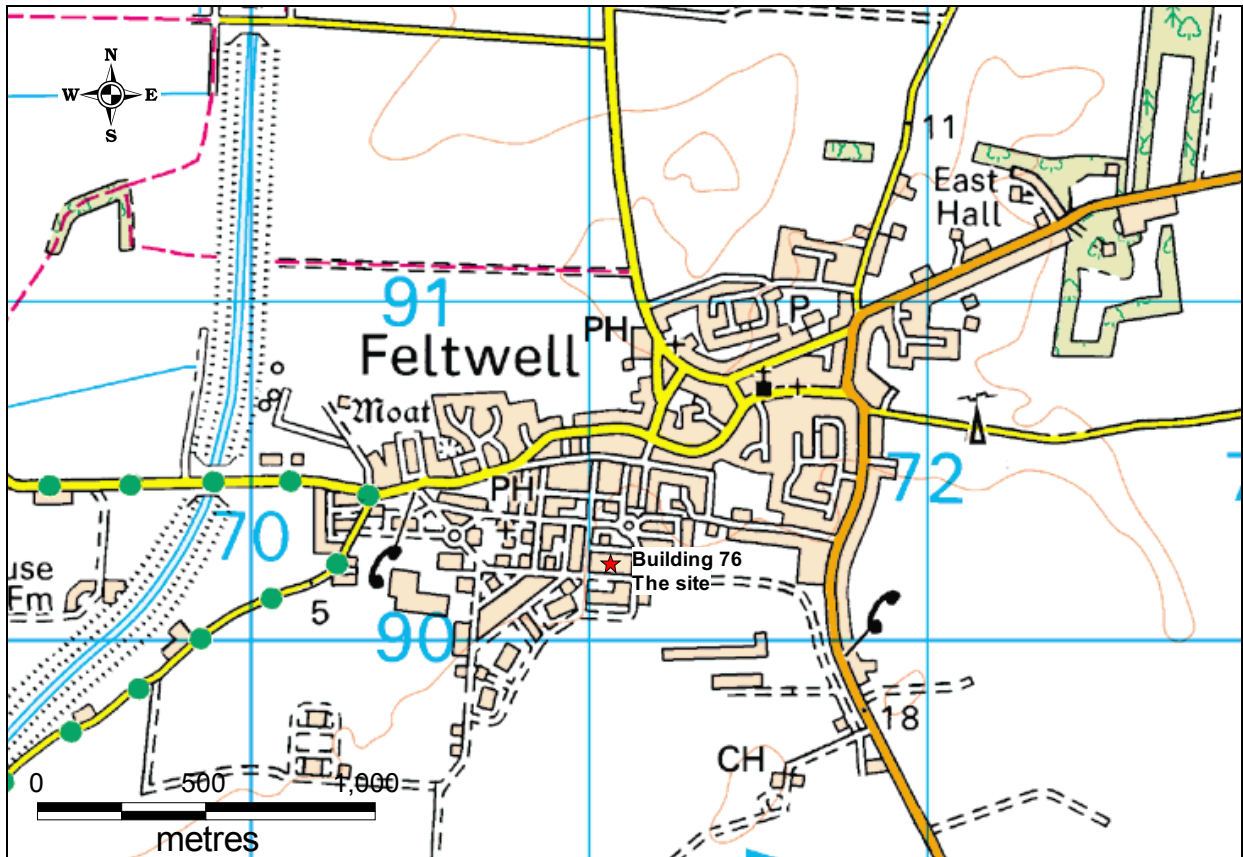 N
W E
S
11
East
Hall
91
P
PH
Feltwell
Moat
72
PH
70
Building 76
The site
use
Fm
5
90
18
CH
0 500 1,000
metres